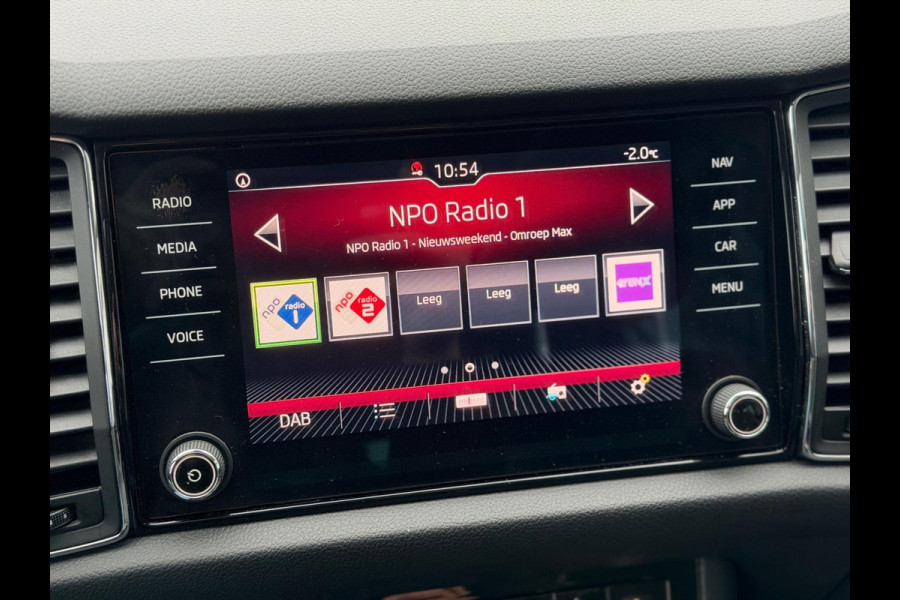 RADIO
MEDIA
PHONE
VOICE
10:54
-2.0°C
NPO Radio 1
NPO Radio 1 - Nieuwsweekend - Omroep Max
npo radio 1
npo radio 2
Leeg
Leeg
Leeg
DAB
NAV
APP
CAR
MENU